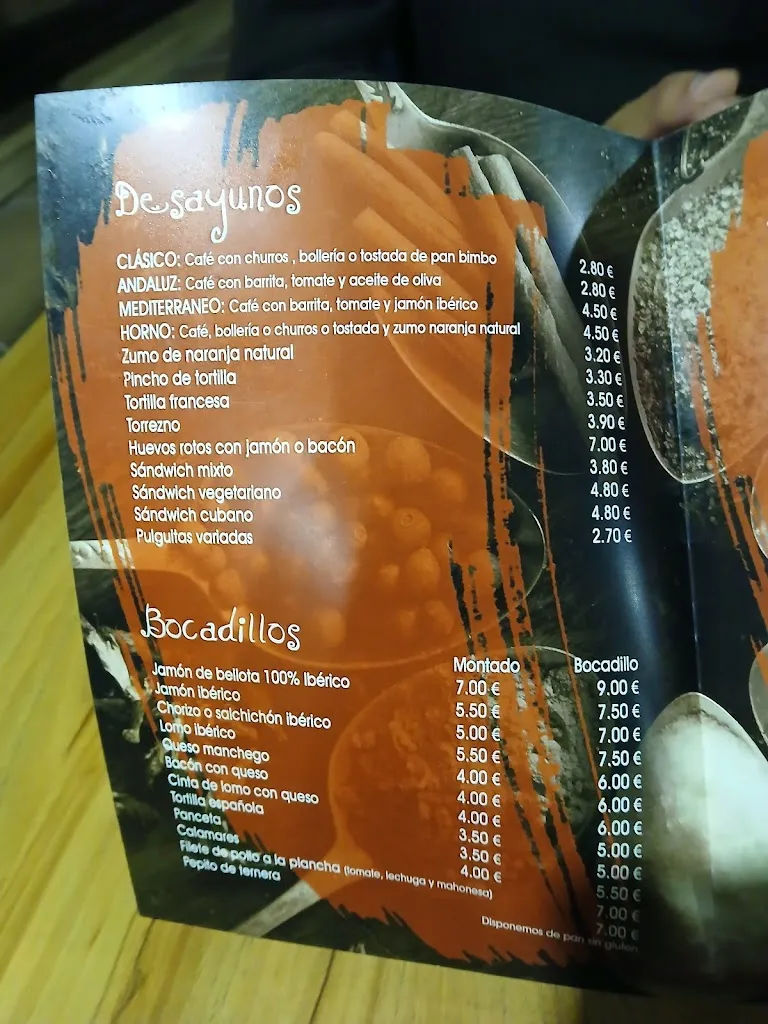 Desayunos
CLÁSICO: Café con churros , bollería o tostada de pan bimbo 2.80 €
ANDALUZ: Café con barrita, tomate y aceite de oliva 2.80 €
MEDITERRANEO: Café con barrita, tomate y jamón ibérico 4.50 €
HORNO: Café, bollería o churros o tostada y zumo naranja natural 4.50 €
Zumo de naranja natural 3.20 €
Pincho de tortilla 3.30 €
Tortilla francesa 3.50 €
Torrezno 3.90 €
Huevos rotos con jamón o bacón 7.00 €
Sándwich mixto 3.80 €
Sándwich vegetariano 4.80 €
Sándwich cubano 4.80 €
Pulguitas variadas 2.70 €
Bocadillos
Montado Bocadillo
Jamón de bellota 100% Ibérico 7.00 € 9.00 €
Jamón ibérico 5.50 € 7.50 €
Chorizo o salchichón ibérico 5.00 € 7.00 €
Lomo ibérico 5.50 € 7.50 €
Queso manchego 4.00 € 6.00 €
Bacón con queso 4.00 € 6.00 €
Cinta de lomo con queso 4.00 € 6.00 €
Tortilla española 3.50 € 5.00 €
Panceta 3.50 € 5.00 €
Calamares 4.00 € 5.50 €
Filete de pollo a la plancha (tomate, lechuga y mahonesa) 7.00 €
Pepito de ternera 7.00 €
Disponemos de pan sin gluten